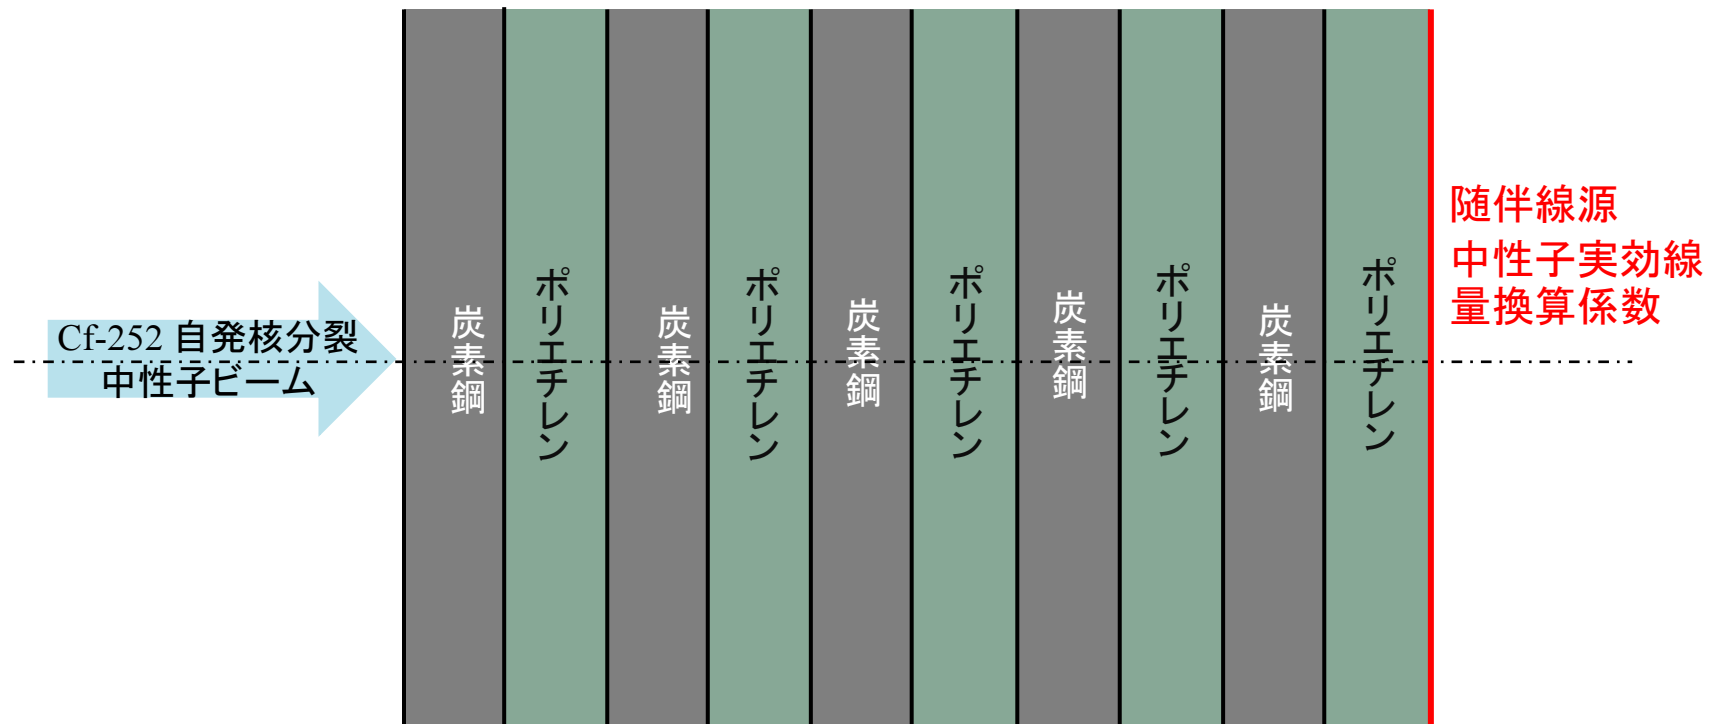 Cf-252 自発核分裂
中性子ビーム
炭素鋼
ポリエチレン
炭素鋼
ポリエチレン
炭素鋼
ポリエチレン
炭素鋼
ポリエチレン
炭素鋼
ポリエチレン
随伴線源
中性子実効線
量換算係数